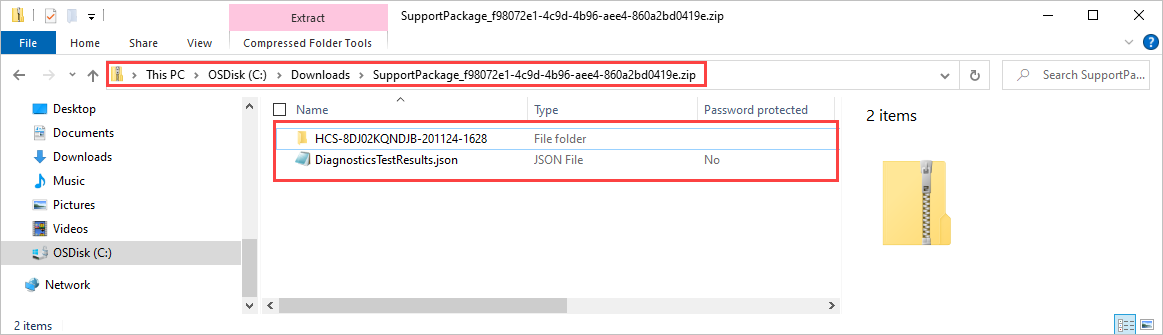 Extract
SupportPackage_f98072e1-4c9d-4b96-aee4-860a2bd0419e.zip
File
Home
Share
View
Compressed Folder Tools
This PC > OSDisk (C:) > Downloads > SupportPackage_f98072e1-4c9d-4b96-aee4-860a2bd0419e.zip
Search SupportPa...
Desktop
Documents
Downloads
Music
Pictures
Videos
OSDisk (C:)
Network
Name
Type
Password protected
HCS-8DJ02KQNDJB-201124-1628
File folder
DiagnosticsTestResults.json
JSON File
No
2 items
2 items